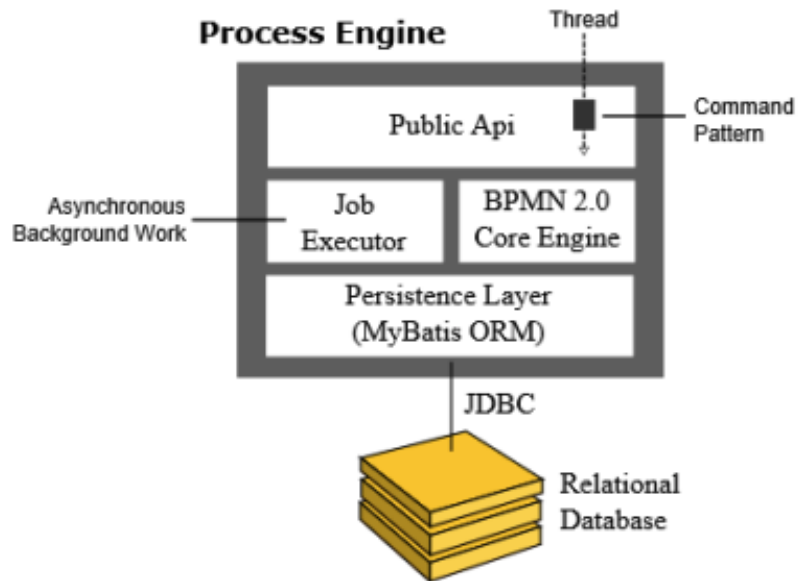 Process Engine
Thread
Public Api
Command
Pattern
Asynchronous
Background Work
Job
Executor
BPMN 2.0
Core Engine
Persistence Layer
(MyBatis ORM)
JDBC
Relational
Database